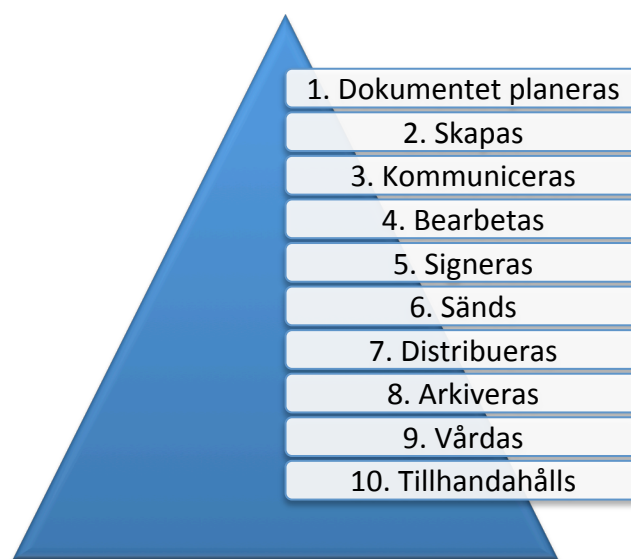 1. Dokumentet planeras
2. Skapas
3. Kommuniceras
4. Bearbetas
5. Signeras
6. Sänds
7. Distribueras
8. Arkiveras
9. Vårdas
10. Tillhandahålls